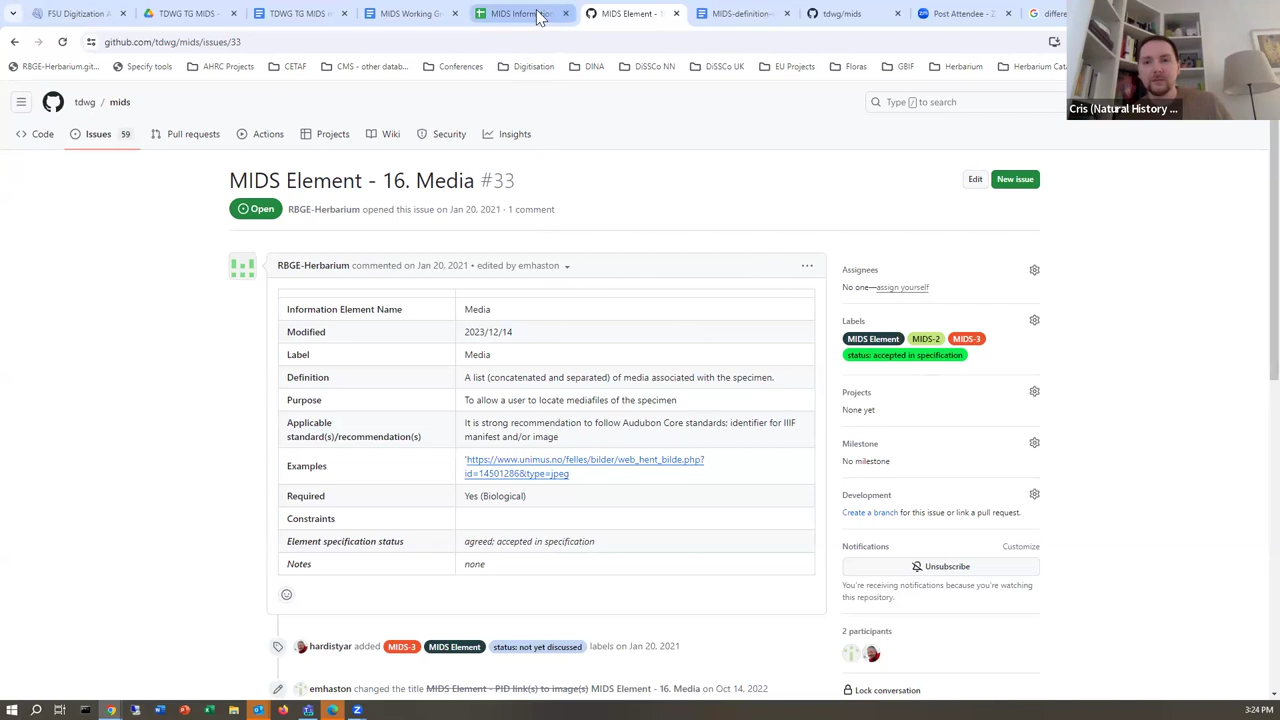 FSU Digitization A
TDWG TG MIDS -
TDWG TG MIDS m
MIDS Working Gr
MIDS Inform
MIDS Element - 1
MIDS-definition-
tdwg/mids
Post Attendee - Z
differe
github.com/tdwg/mids/issues/33
RBGE-Herbarium.git...
Specify tools
AHRC Projects
CETAF
CMS - other datab...
Conferences
Digitisation
DINA
DiSSCo NN
DiSSCo UK
EU Projects
Floras
GBIF
Herbarium
Herbarium Cata
Cris (Natural History ...
tdwg / mids
Type / to search
Code
Issues 59
Pull requests
Actions
Projects
Wiki
Security
Insights
MIDS Element - 16. Media #33
Edit
New issue
Open
RBGE-Herbarium opened this issue on Jan 20, 2021 · 1 comment
RBGE-Herbarium commented on Jan 20, 2021 • edited by emhaston
Information Element Name Media
Modified 2023/12/14
Label Media
Definition A list (concatenated and separated) of media associated with the specimen.
Purpose To allow a user to locate mediafiles of the specimen
Applicable standard(s)/recommendation(s) It is strong recommendation to follow Audubon Core standards; identifier for IIIF manifest and/or image
Examples 'https://www.unimus.no/felles/bilder/web_hent_bilde.php?
id=14501286&type=jpeg
Required Yes (Biological)
Constraints
Element specification status agreed; accepted in specification
Notes none
hardistyar added MIDS-3 MIDS Element status: not yet discussed labels on Jan 20, 2021
emhaston changed the title MIDS Element - PID link(s) to image(s) MIDS Element - 16. Media on Oct 14, 2022
Assignees
No one—assign yourself
Labels
MIDS Element MIDS-2 MIDS-3
status: accepted in specification
Projects
None yet
Milestone
No milestone
Development
Create a branch for this issue or link a pull request.
Notifications Customize
Unsubscribe
You're receiving notifications because you're watching
this repository.
2 participants
Lock conversation
3:24 PM